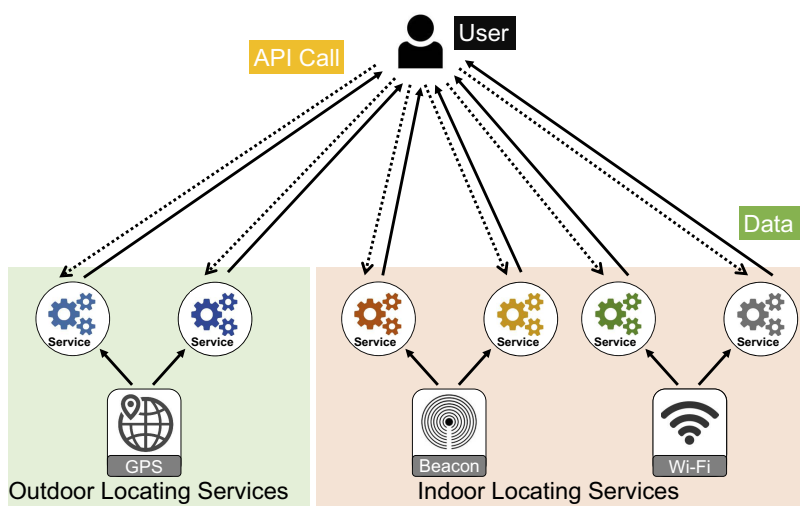 User
API Call
Data
Service
Service
Service
Service
Service
Service
GPS
Beacon
Wi-Fi
Outdoor Locating Services
Indoor Locating Services